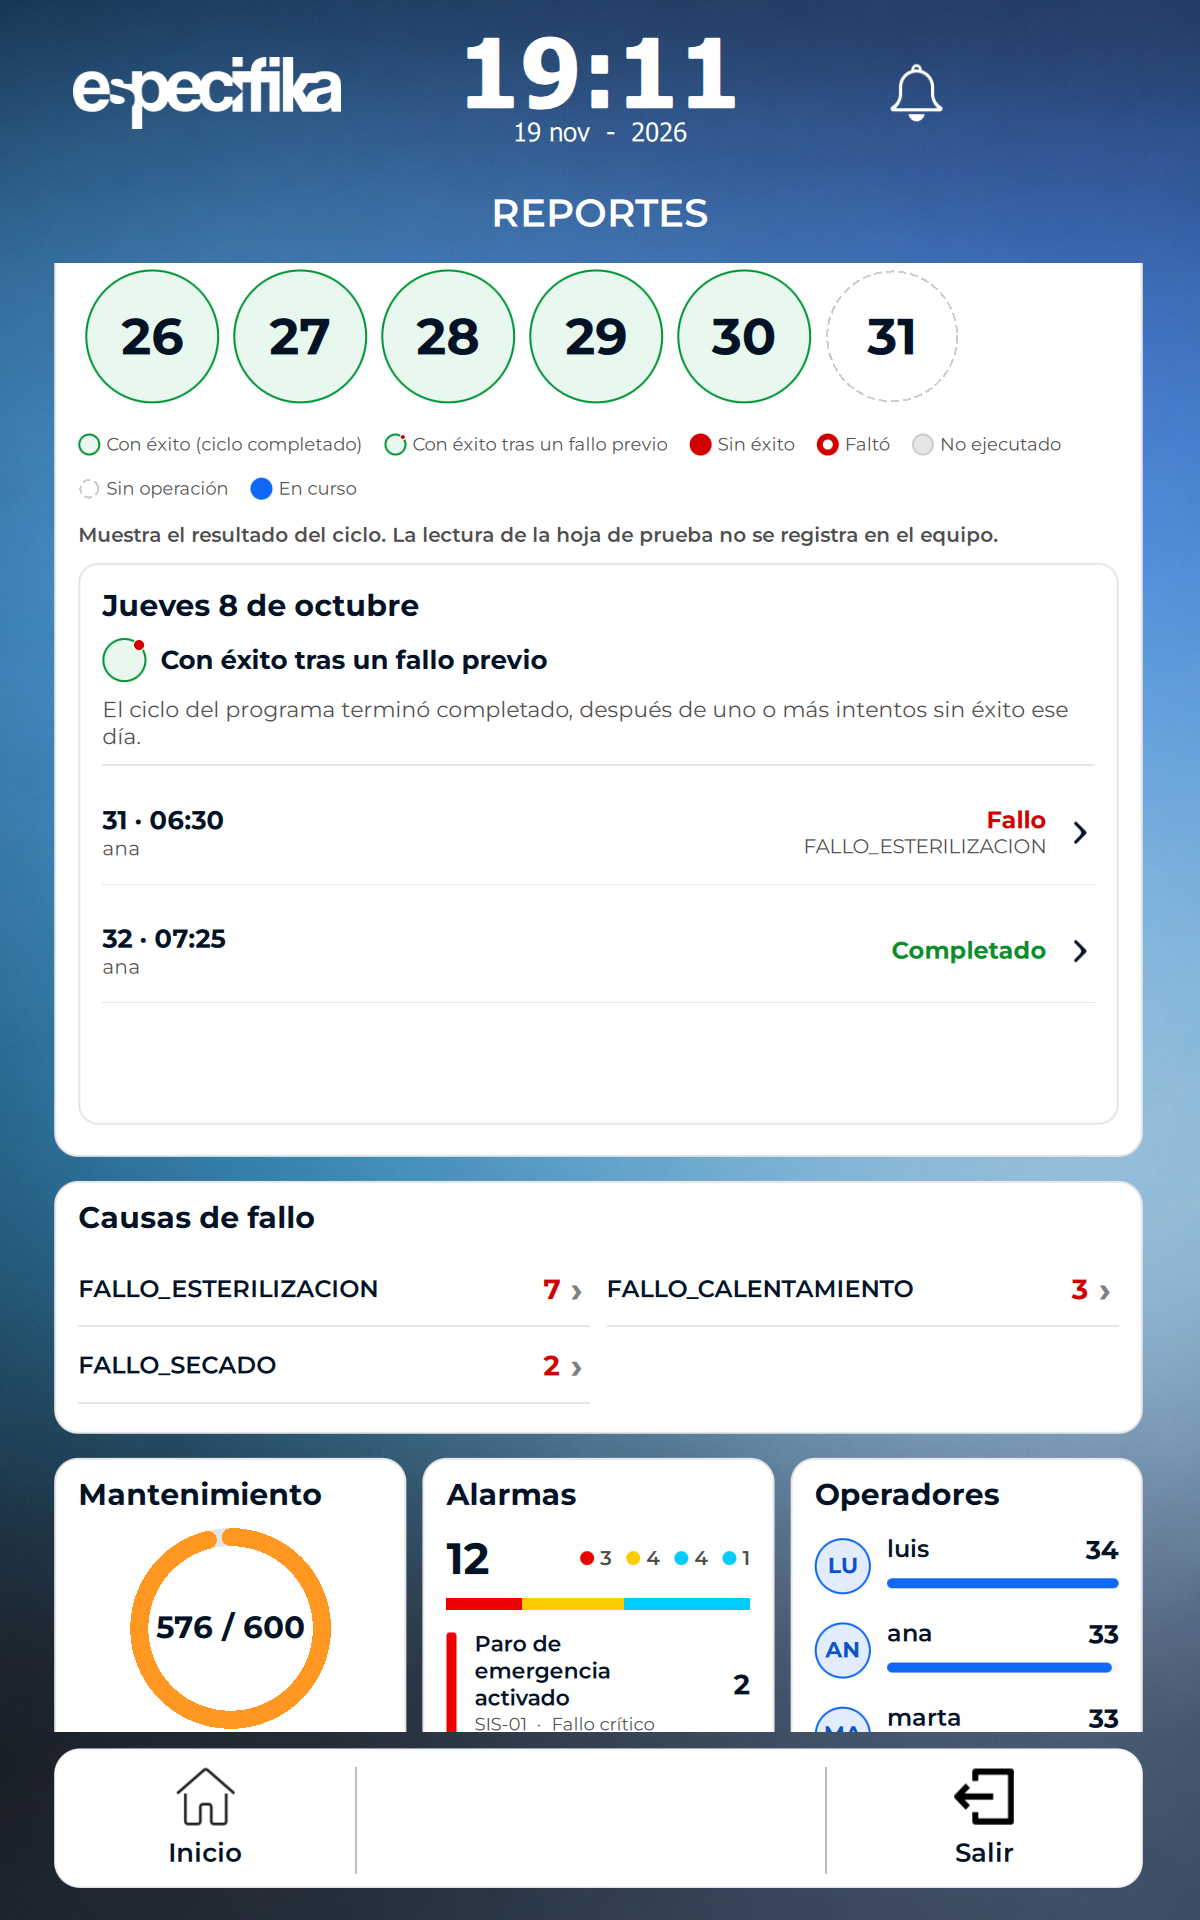 especifika
19:11
19 nov - 2026
REPORTES
26 27 28 29 30 31
Con éxito (ciclo completado) Con éxito tras un fallo previo Sin éxito Faltó No ejecutado
Sin operación En curso
Muestra el resultado del ciclo. La lectura de la hoja de prueba no se registra en el equipo.
Jueves 8 de octubre
Con éxito tras un fallo previo
El ciclo del programa terminó completado, después de uno o más intentos sin éxito ese
día.
31 · 06:30
ana
Fallo
FALLO_ESTERILIZACION
32 · 07:25
ana
Completado
Causas de fallo
FALLO_ESTERILIZACION 7
FALLO_CALENTAMIENTO 3
FALLO_SECADO 2
Mantenimiento
576 / 600
Alarmas
12
3 4 4 1
Paro de
emergencia
activado
2
SIS-01 · Fallo crítico
Operadores
LU luis 34
AN ana 33
MA marta 33
Inicio
Salir